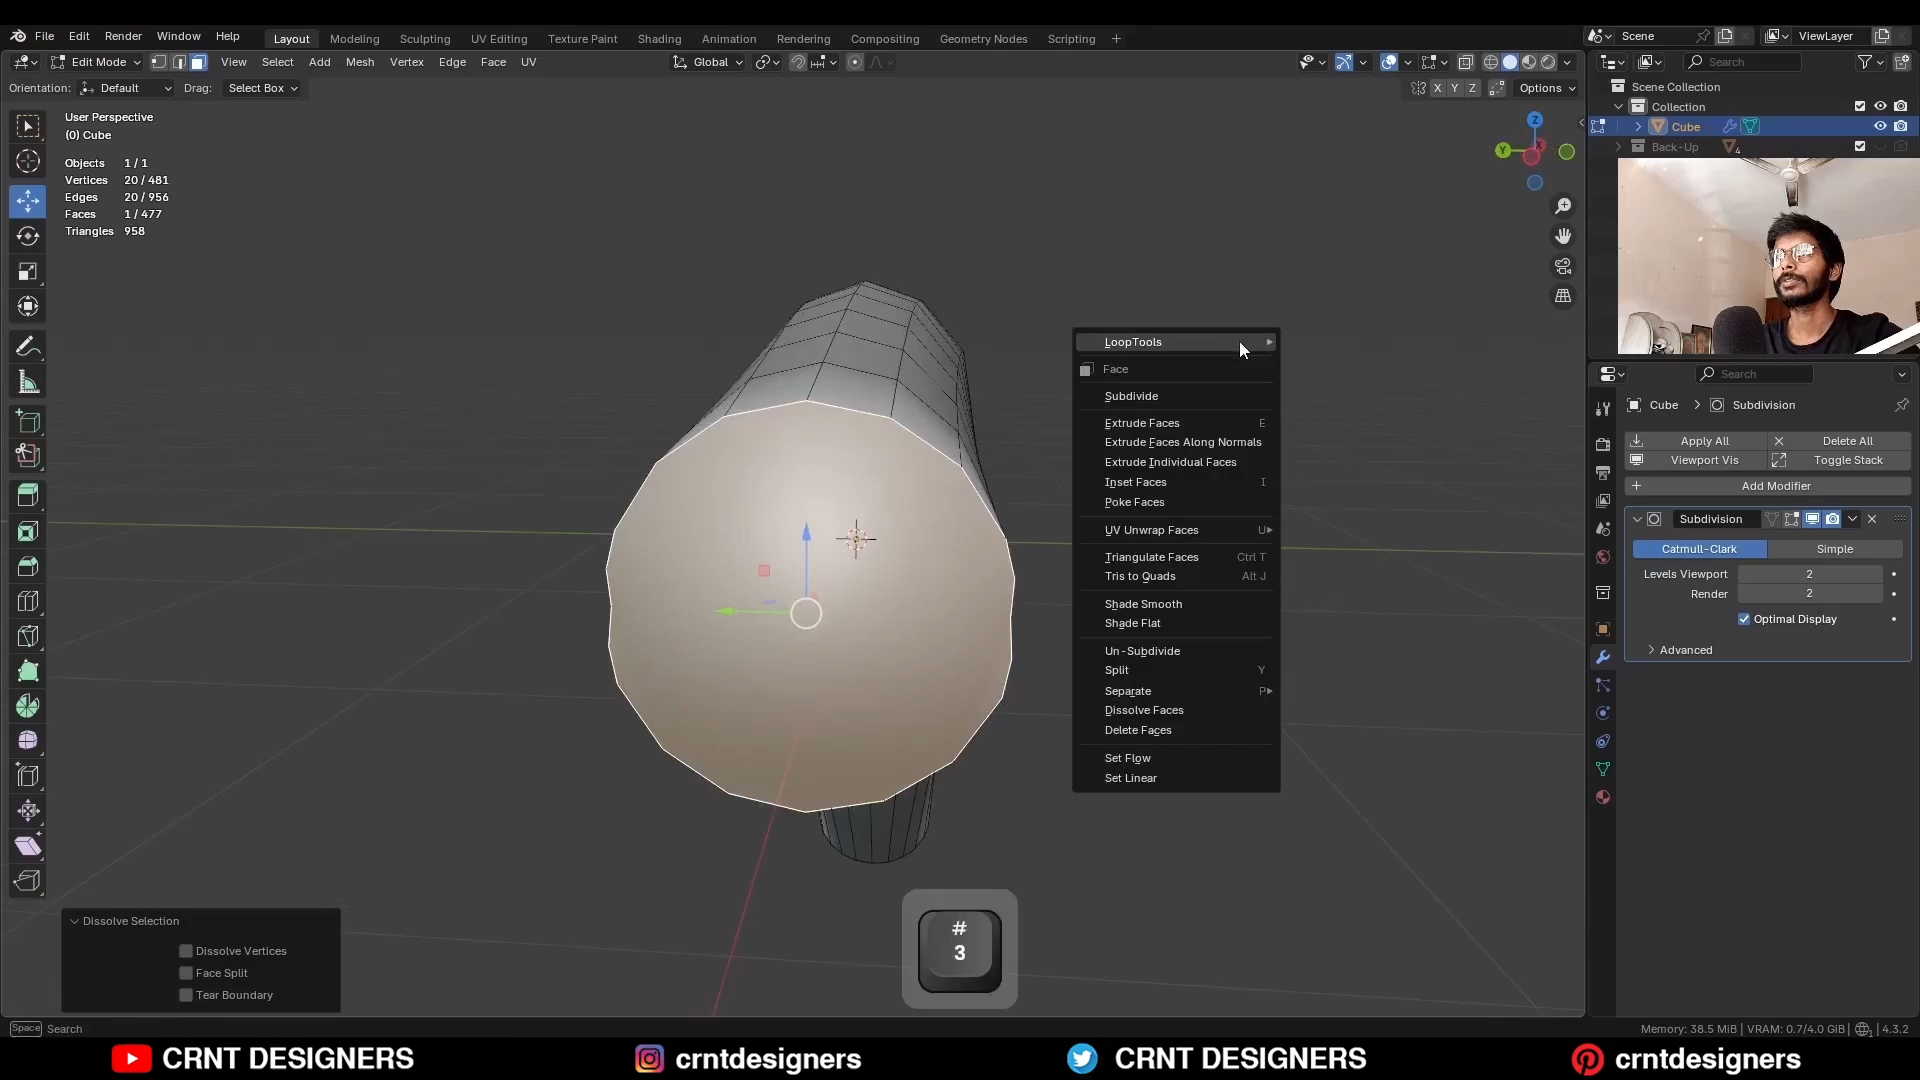 File Edit Render Window Help Layout Modeling Sculpting UV Editing Texture Paint Shading Animation Rendering Compositing Geometry Nodes Scripting + Scene ViewLayer
Edit Mode View Select Add Mesh Vertex Edge Face UV Global Search
Orientation: Default Drag: Select Box X Y Z Options
Scene Collection
Collection
Cube
Back-Up 4
User Perspective
(0) Cube
Objects 1 / 1
Vertices 20 / 481
Edges 20 / 956
Faces 1 / 477
Triangles 958
Z
Y
LoopTools
Face
Subdivide
Extrude Faces E
Extrude Faces Along Normals
Extrude Individual Faces
Inset Faces I
Poke Faces
UV Unwrap Faces U
Triangulate Faces Ctrl T
Tris to Quads Alt J
Shade Smooth
Shade Flat
Un-Subdivide
Split Y
Separate P
Dissolve Faces
Delete Faces
Set Flow
Set Linear
Search
Cube Subdivision
Apply All Delete All
Viewport Vis Toggle Stack
Add Modifier
Subdivision
Catmull-Clark Simple
Levels Viewport 2
Render 2
Optimal Display
Advanced
Dissolve Selection
Dissolve Vertices
Face Split
Tear Boundary
#
3
Space Search
Memory: 38.5 MiB | VRAM: 0.7/4.0 GiB | 1 | 4.3.2
CRNT DESIGNERS crntdesigners CRNT DESIGNERS crntdesigners